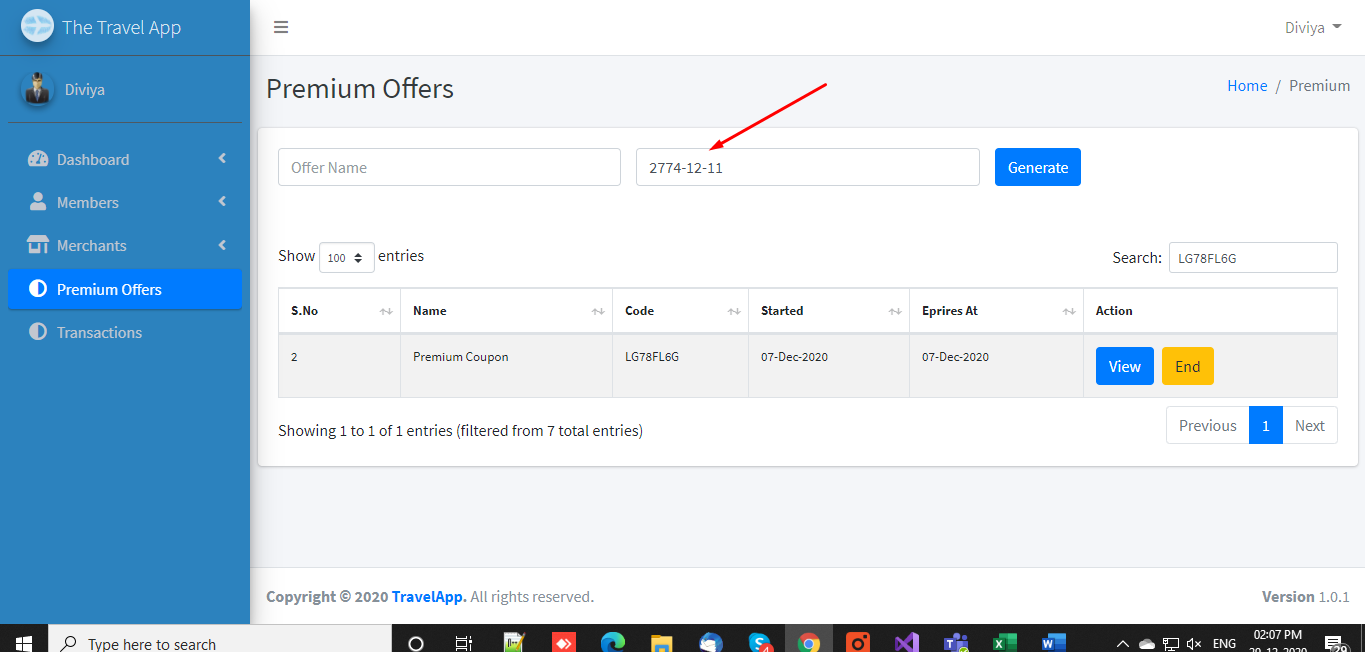 The Travel App
Diviya
Diviya
Premium Offers
Home / Premium
Dashboard
Members
Merchants
Premium Offers
Transactions
Offer Name
2774-12-11
Generate
Show 100 entries
Search: LG78FL6G
S.No Name Code Started Eprires At Action
2 Premium Coupon LG78FL6G 07-Dec-2020 07-Dec-2020 View End
Showing 1 to 1 of 1 entries (filtered from 7 total entries)
Previous 1 Next
Copyright © 2020 TravelApp. All rights reserved.
Version 1.0.1
Type here to search
ENG
02:07 PM